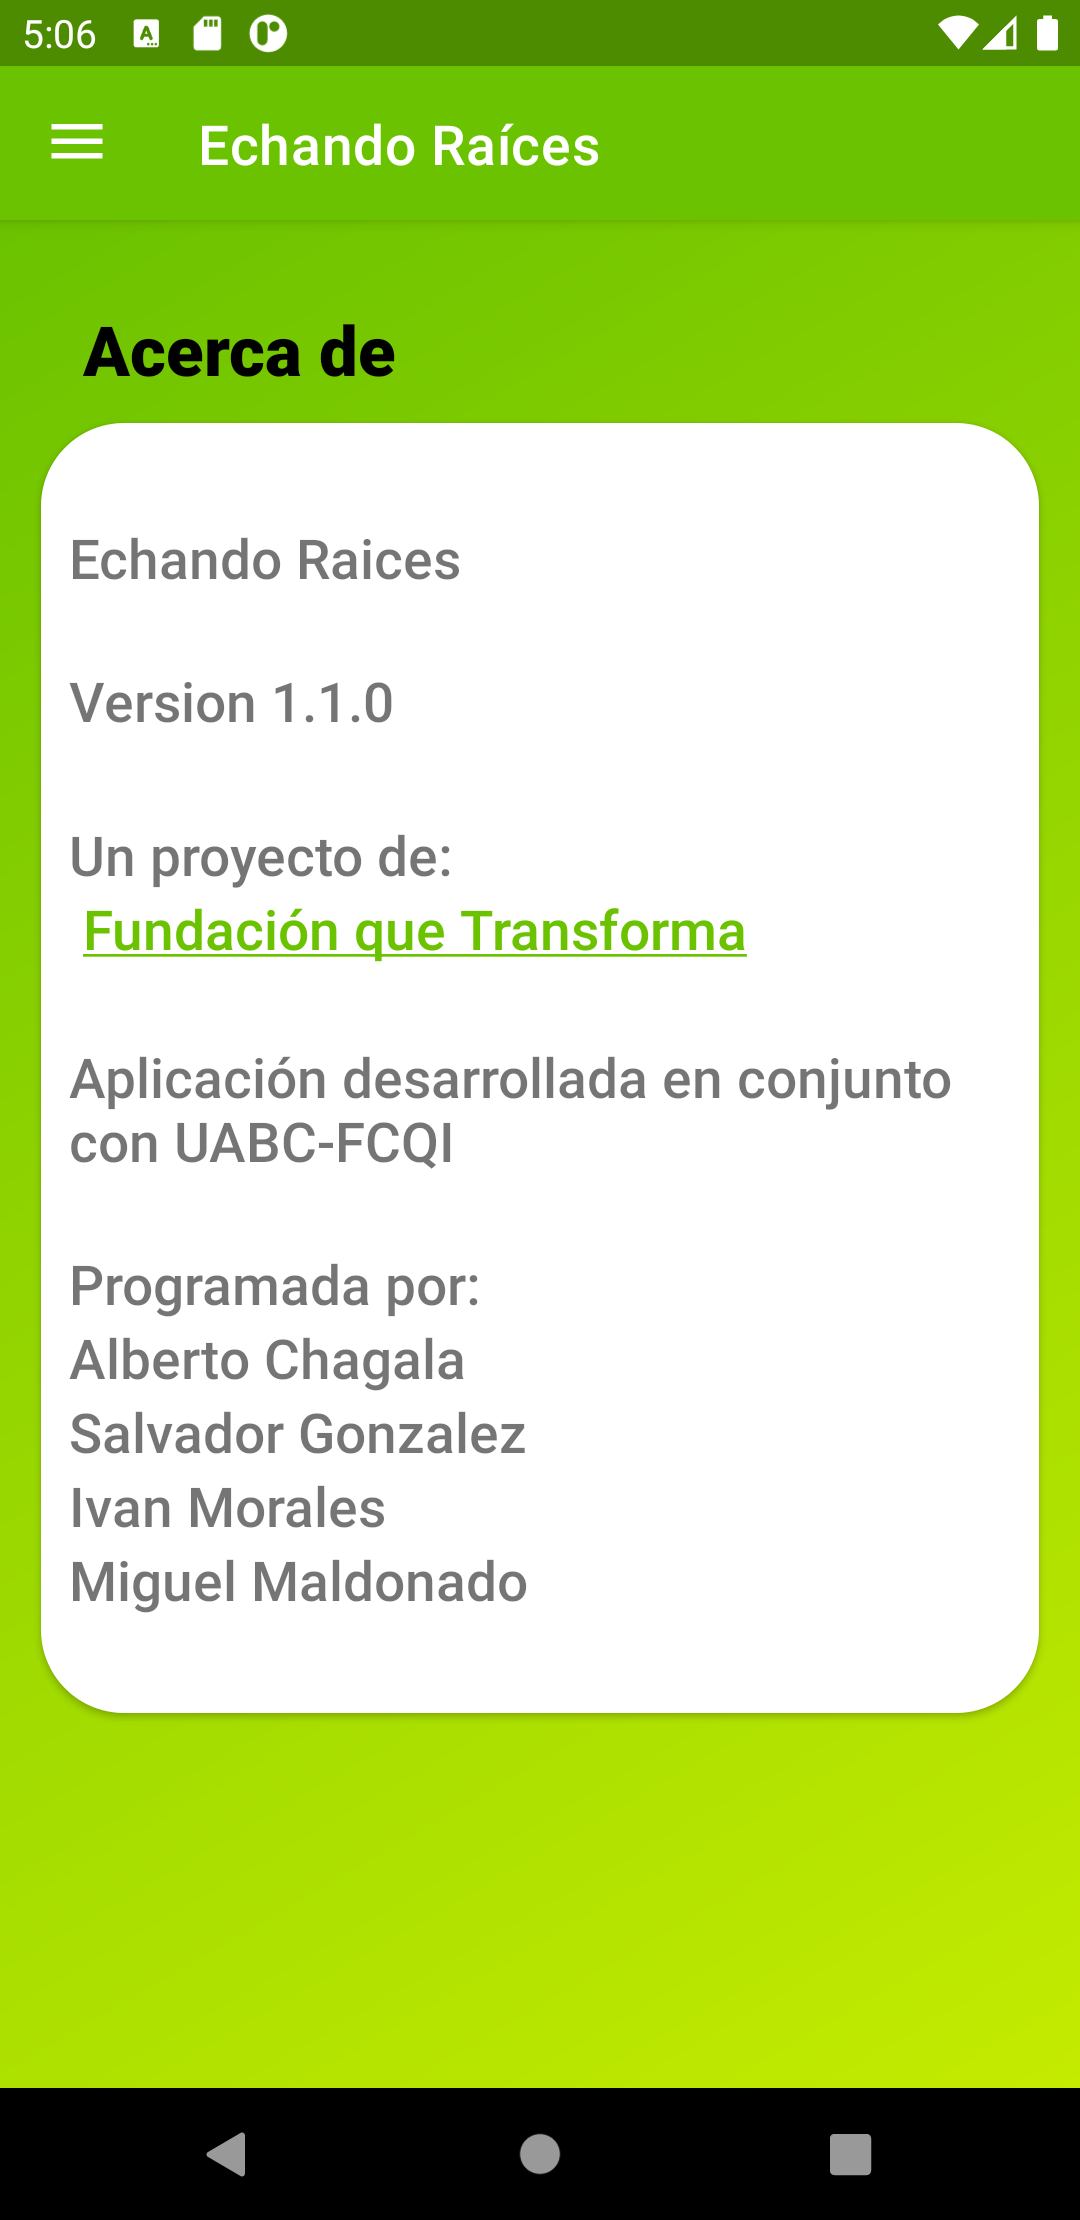 5:06
Echando Raíces
Acerca de
Echando Raices
Version 1.1.0
Un proyecto de:
Fundación que Transforma
Aplicación desarrollada en conjunto
con UABC-FCQI
Programada por:
Alberto Chagala
Salvador Gonzalez
Ivan Morales
Miguel Maldonado